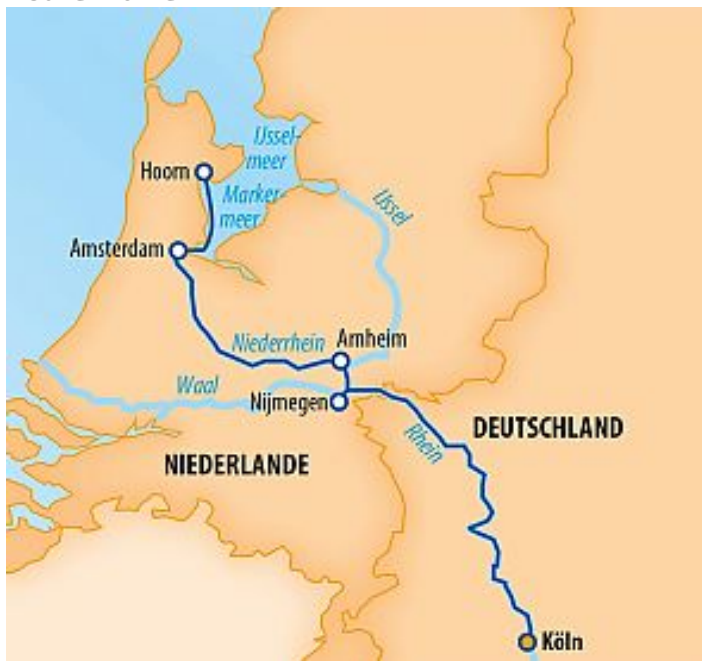 IJssel-
meer
Hoorn
Marker-
meer
IJssel
Amsterdam
Niederrhein
Arnheim
Waal
Nijmegen
Rhein
DEUTSCHLAND
NIEDERLANDE
Köln